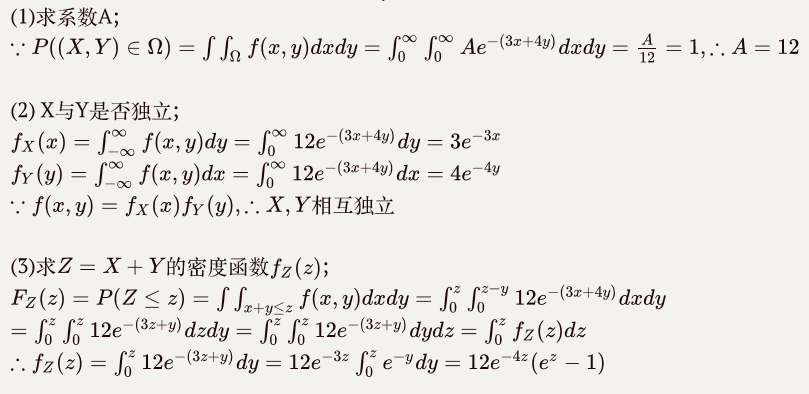 (1)求系数A;
∵ P((X, Y) ∈ Ω) = ∫∫_Ω f(x, y)dxdy = ∫_0^∞ ∫_0^∞ Ae^{-(3x+4y)}dxdy = \frac{A}{12} = 1, ∴ A = 12
(2) X与Y是否独立;
f_X(x) = ∫_{-∞}^∞ f(x, y)dy = ∫_0^∞ 12e^{-(3x+4y)}dy = 3e^{-3x}
f_Y(y) = ∫_{-∞}^∞ f(x, y)dx = ∫_0^∞ 12e^{-(3x+4y)}dx = 4e^{-4y}
∵ f(x, y) = f_X(x)f_Y(y), ∴ X, Y相互独立
(3)求Z = X + Y的密度函数f_Z(z);
F_Z(z) = P(Z ≤ z) = ∫∫_{x+y≤z} f(x, y)dxdy = ∫_0^z ∫_0^{z-y} 12e^{-(3x+4y)}dxdy
= ∫_0^z ∫_0^z 12e^{-(3z+y)}dzdy = ∫_0^z ∫_0^z 12e^{-(3z+y)}dydz = ∫_0^z f_Z(z)dz
∴ f_Z(z) = ∫_0^z 12e^{-(3z+y)}dy = 12e^{-3z} ∫_0^z e^{-y}dy = 12e^{-4z}(e^z − 1)